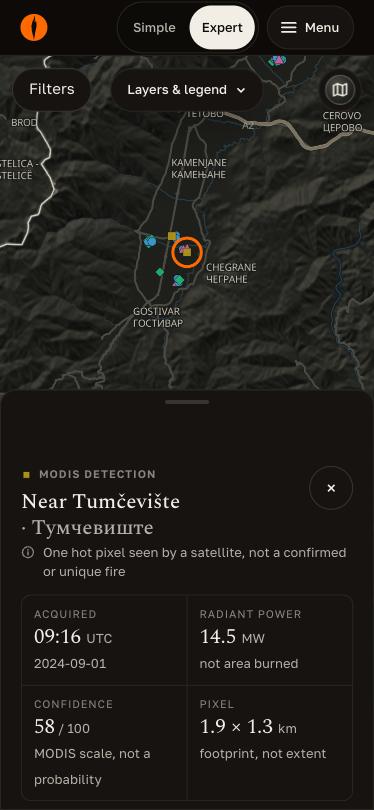 Simple
Expert
Menu
Filters
Layers & legend
ТЕТОВО
A2
BROD
CEROVO
ЦЕРОВО
TELICA -
TELICË
KAMENJANE
КАМЕЊАНЕ
CHEGRANE
ЧЕГРАНЕ
GOSTIVAR
ГОСТИВАР
MODIS DETECTION
Near Tumčevište
· Тумчевиште
One hot pixel seen by a satellite, not a confirmed
or unique fire
ACQUIRED
RADIANT POWER
09:16 UTC
14.5 MW
2024-09-01
not area burned
CONFIDENCE
PIXEL
58 / 100
1.9 × 1.3 km
MODIS scale, not a
probability
footprint, not extent